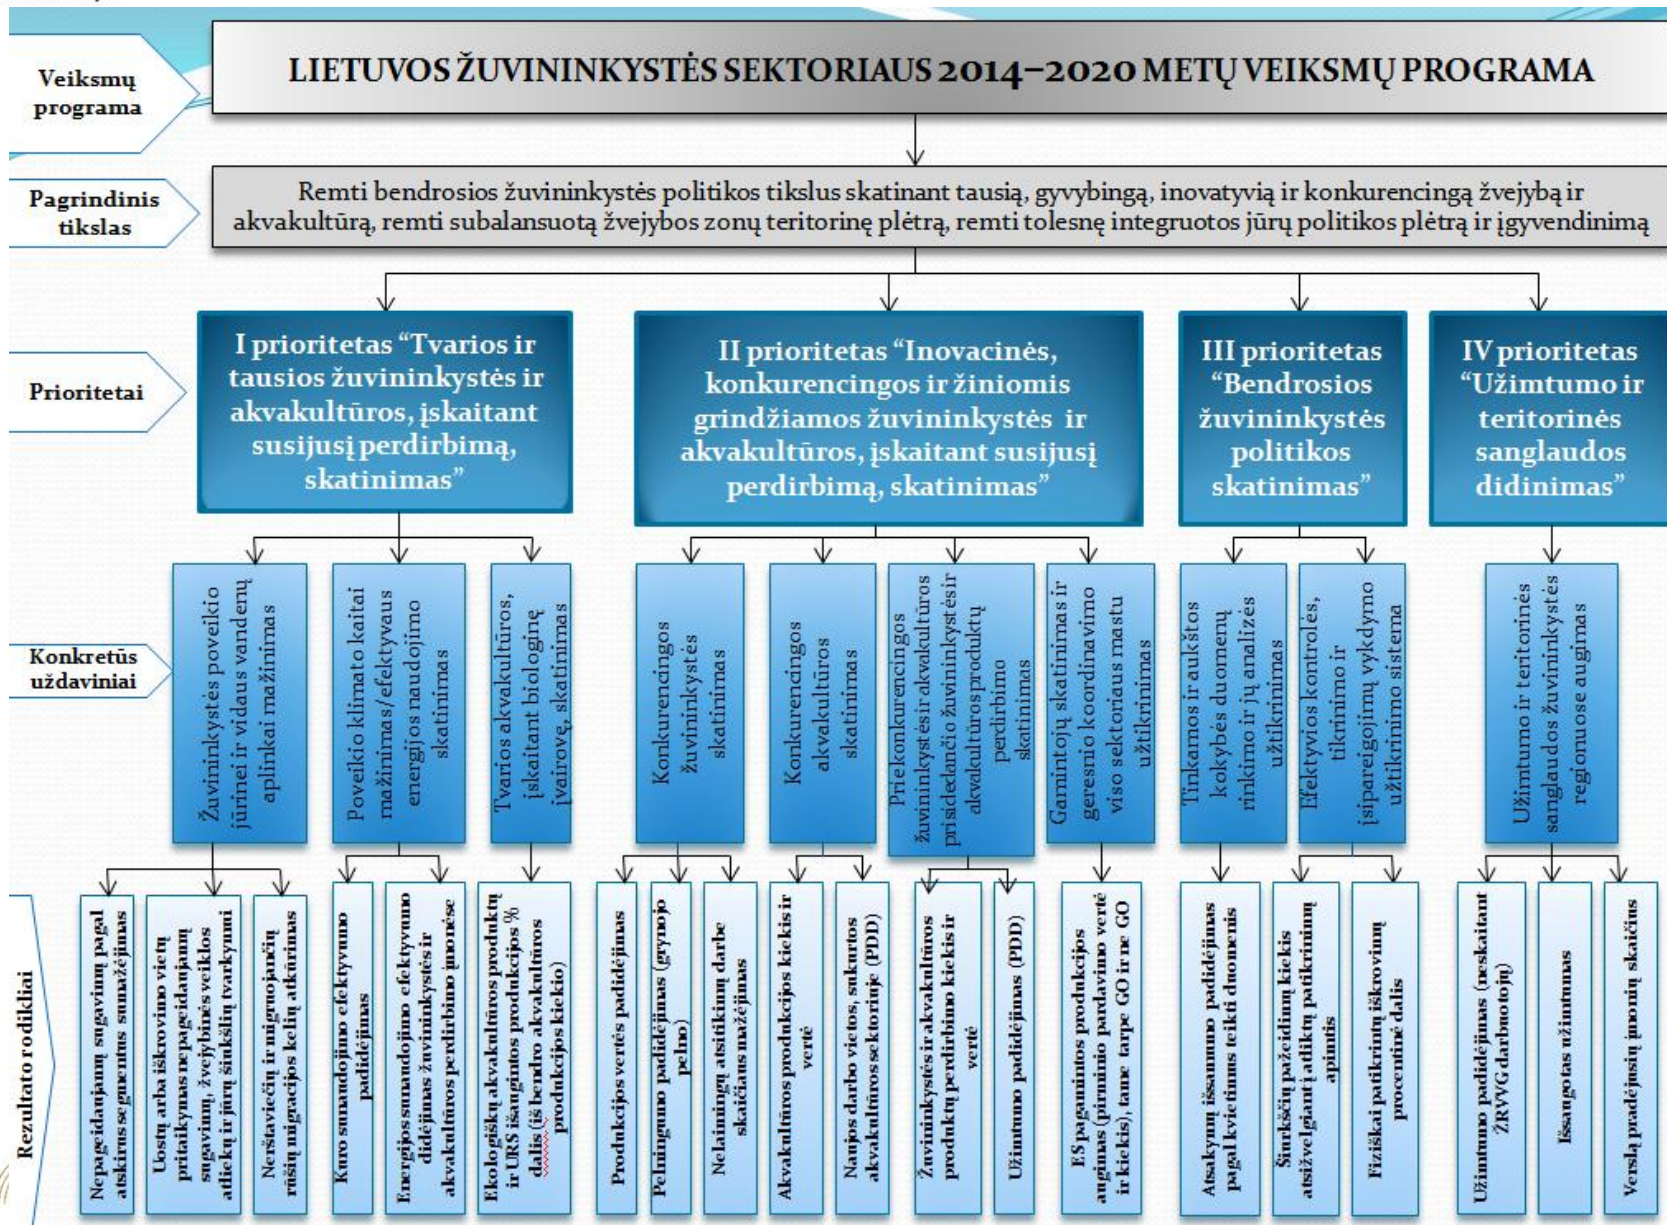 Veiksmų
programa
LIETUVOS ŽUVININKYSTĖS SEKTORIAUS 2014–2020 METŲ VEIKSMŲ PROGRAMA
Pagrindinis
tikslas
Remti bendrosios žuvininkystės politikos tikslus skatinant tausią, gyvybingą, inovatyvią ir konkurencingą žvejybą ir
akvakultūrą, remti subalansuotą žvejybos zonų teritorinę plėtrą, remti tolesnę integruotos jūrų politikos plėtrą ir įgyvendinimą
Prioritetai
I prioritetas “Tvarios ir
tausios žuvininkystės ir
akvakultūros, įskaitant
susijusį perdirbimą,
skatinimas”
II prioritetas “Inovacinės,
konkurencingos ir žiniomis
grindžiamos žuvininkystės ir
akvakultūros, įskaitant susijusį
perdirbimą, skatinimas”
III prioritetas
“Bendrosios
žuvininkystės
politikos
skatinimas”
IV prioritetas
“Užimtumo ir
teritorinės
sanglaudos
didinimas”
Konkretūs
uždaviniai
Žuvininkystės poveikio
jūrinei ir vidaus vandenų
aplinkai mažinimas
Poveikio klimato kaitai
mažinimas/efektyvaus
energijos naudojimo
skatinimas
Tvarios akvakultūros,
įskaitant biologinę
įvairovę, skatinimas
Konkurencingos
žuvininkystės
skatinimas
Konkurencingos
akvakultūros
skatinimas
Priekonkurencingos
žuvininkystėsir akvakultūros
prisidedančio žuvininkystėsir
akvakultūrosproduktų
perdirbimo
skatinimas
Gamintojų skatinimas ir
geresnio koordinavimo
viso sektoriaus mastu
užtikrinimas
Tinkamos ir aukštos
kokybės duomenų
rinkimo ir jų analizės
užtikrinimas
Efektyvios kontrolės,
tikrinimo ir
įsipareigojimų vykdymo
užtikrinimo sistema
Užimtumo ir teritorinės
sanglaudos žuvininkystės
regionuose augimas
Rezultato rodikliai
Nepageidaujamų sugavimų pagal
atskirus segmentus sumažėjimas
Uostų arba iškrovimo vietų
pritaikymas nepageidaujamų
sugavimų, žvejybinės veiklos
atliekų ir jūrų šiukšlių tvarkymui
Neršiaviečių ir migruojančių
rūšių migracijos kelių atkūrimas
Kuro sunaudojimo efektyvumo
padidėjimas
Energijos sunaudojimo efektyvumo
didėjimas žuvininkystės ir
akvakultūros perdirbimo įmonėse
Ekologiškų akvakultūros produktų
ir URS išaugintos produkcijos %
dalis (iš bendro akvakultūros
produkcijos kiekio)
Produkcijos vertės padidėjimas
Pelningumo padidėjimas (grynojo
pelno)
Nelaimingų atsitikimų darbe
skaičiaus mažėjimas
Akvakultūros produkcijos kiekis ir
vertė
Naujos darbo vietos, sukurtos
akvakultūros sektoriuje (PDD)
Žuvininkystės ir akvakultūros
produktų perdirbimo kiekis ir
vertė
Užimtumo padidėjimas (PDD)
ES pagamintos produkcijos
augimas (pirminio pardavimo vertė
ir kiekis), tame tarpe GO ir ne GO
Atsakymų išsamumo padidėjimas
pagal kvietimus teikti duomenis
Šiurkščių pažeidimų kiekis
atsižvelgiant į atliktų patikrinimų
apimtis
Fiziškai patikrintų iškrovimų
procentinė dalis
Užimtumo padidėjimas (neskaitant
ŽRVVG darbuotojų)
Išsaugotas užimtumas
Verslą pradėjusių įmonių skaičius